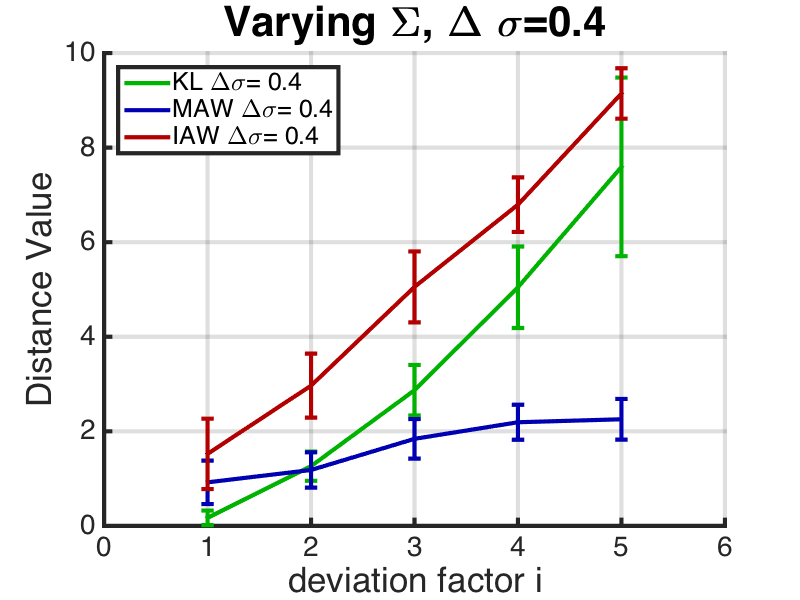 Varying Σ, Δ σ=0.4
10
KL Δσ= 0.4
MAW Δσ= 0.4
IAW Δσ= 0.4
8
6
4
2
0
Distance Value
0 1 2 3 4 5 6
deviation factor i